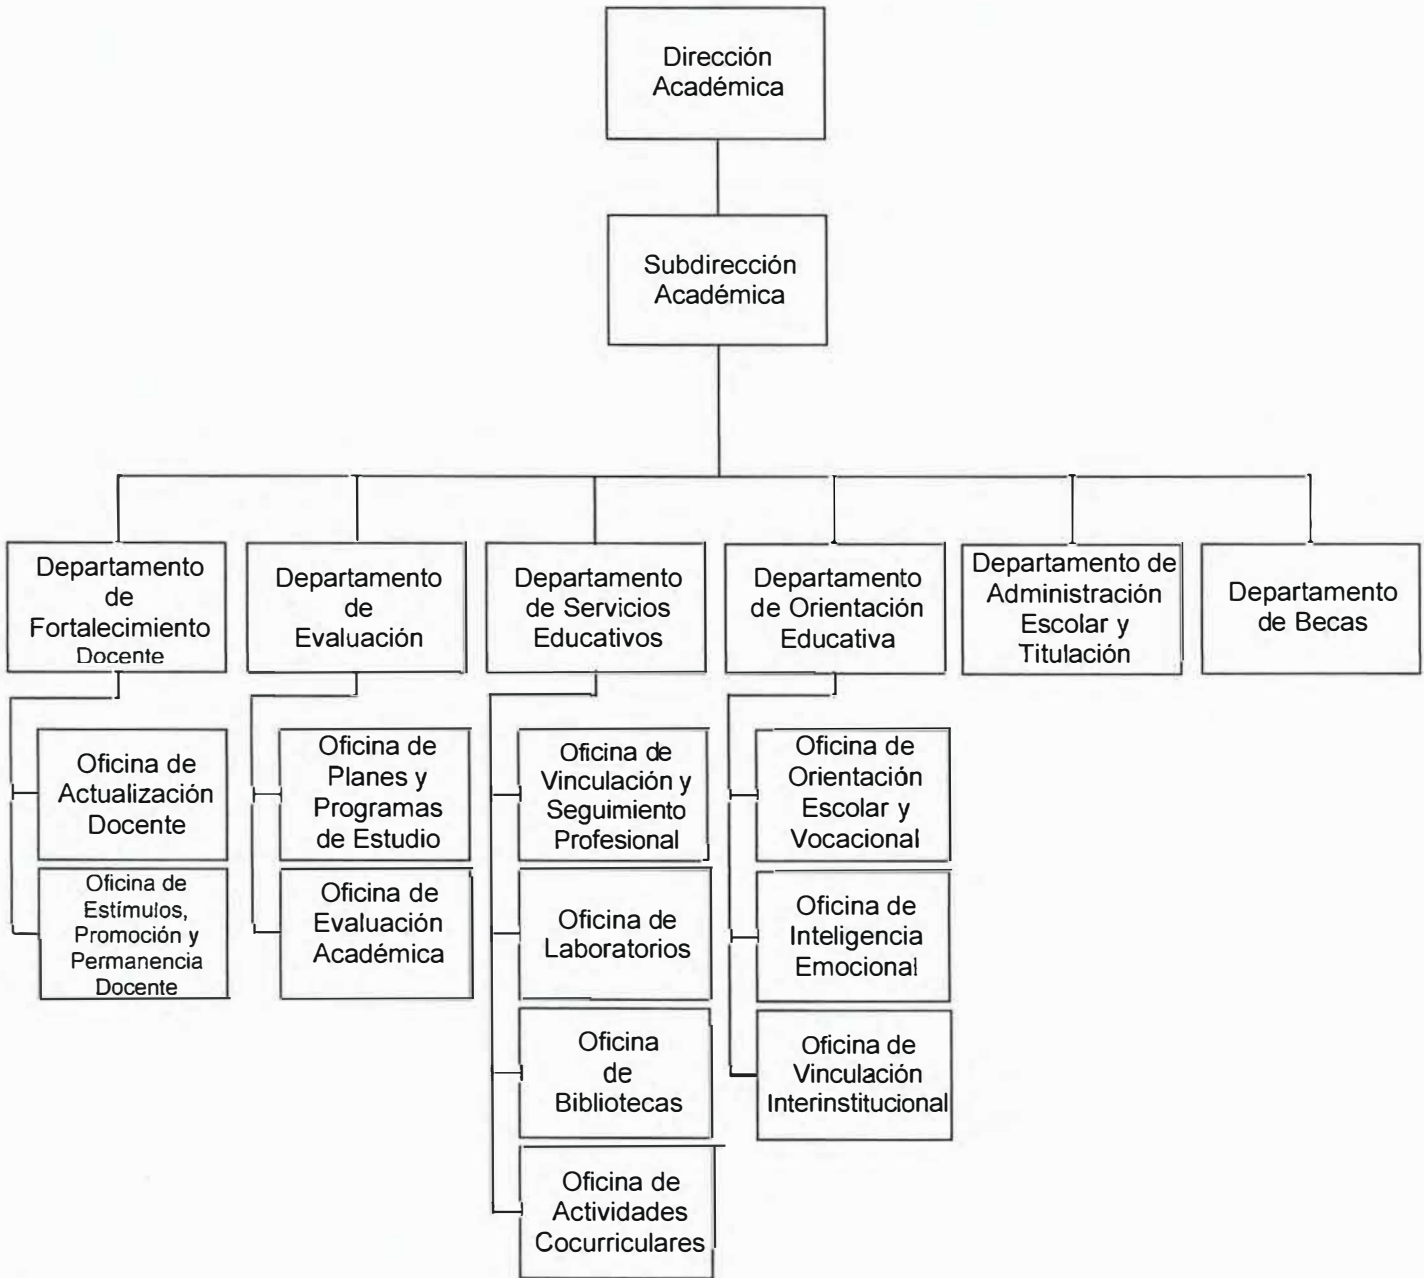 Dirección
Académica
Subdirección
Académica
Departamento
de
Fortalecimiento
Docente
Departamento
de
Evaluación
Departamento
de Servicios
Educativos
Departamento
de Orientación
Educativa
Departamento de
Administración
Escolar y
Titulación
Departamento
de Becas
Oficina de
Actualización
Docente
Oficina de
Estímulos,
Promoción y
Permanencia
Docente
Oficina de
Planes y
Programas
de Estudio
Oficina de
Evaluación
Académica
Oficina de
Vinculación y
Seguimiento
Profesional
Oficina de
Laboratorios
Oficina
de
Bibliotecas
Oficina de
Actividades
Cocurriculares
Oficina de
Orientación
Escolar y
Vocacional
Oficina de
Inteligencia
Emocional
Oficina de
Vinculación
Interinstitucional